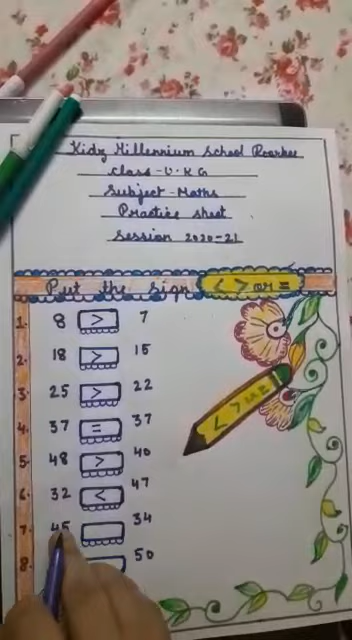 Kidz Millennium School Roorkee
Class - U.K.G
Subject - Maths
Practice sheet
Session 2020-21
Put the sign < > or =
1. 8 > 7
2. 18 > 15
3. 25 > 22
4. 37 = 37
5. 48 > 40
6. 32 < 47
7. 45 34
8. 50
< > or =